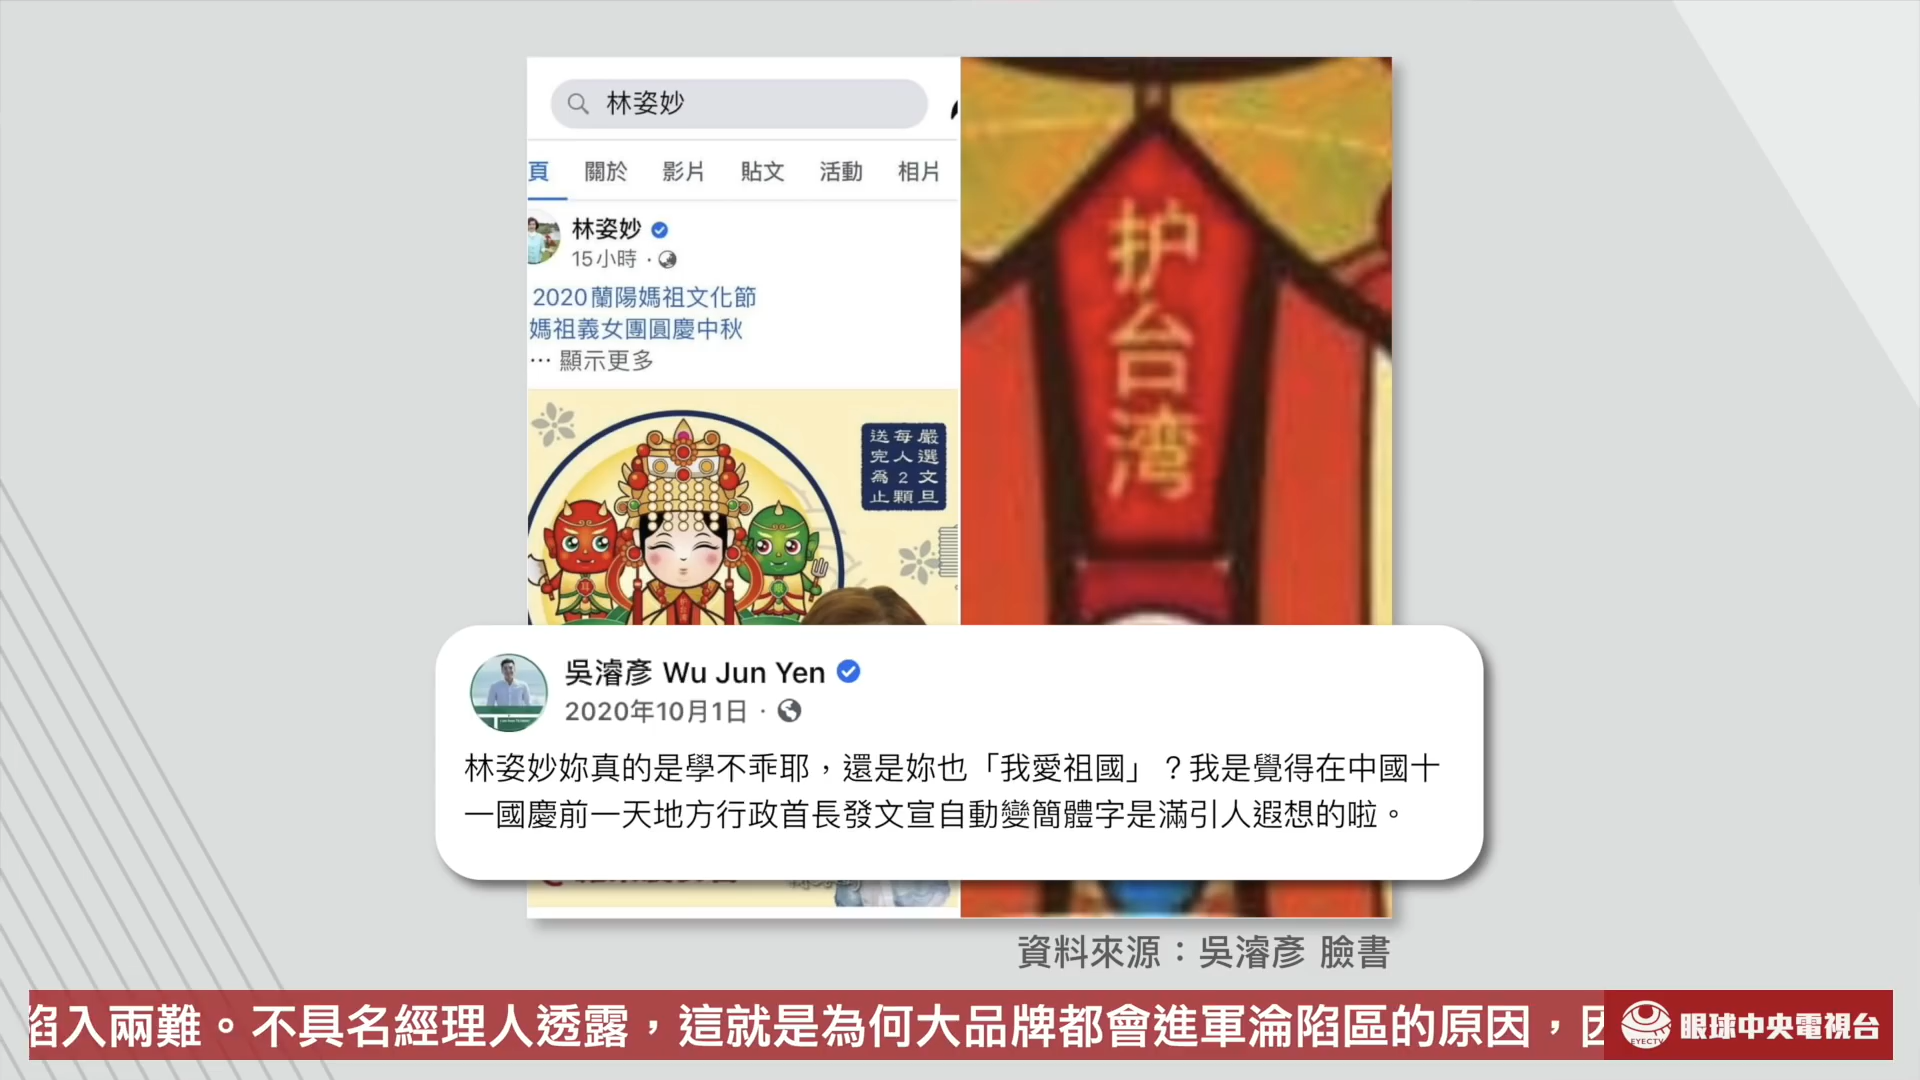 林姿妙
頁 關於 影片 貼文 活動 相片
林姿妙
15小時
2020蘭陽媽祖文化節
媽祖義女團圓慶中秋
… 顯示更多
嚴選文旦
每人2顆
送完為止
护台湾
吳濬彥 Wu Jun Yen
2020年10月1日
林姿妙妳真的是學不乖耶，還是妳也「我愛祖國」？我是覺得在中國十
一國慶前一天地方行政首長發文宣自動變簡體字是滿引人遐想的啦。
資料來源：吳濬彥 臉書
陷入兩難。不具名經理人透露，這就是為何大品牌都會進軍淪陷區的原因，因
EYECTV
眼球中央電視台